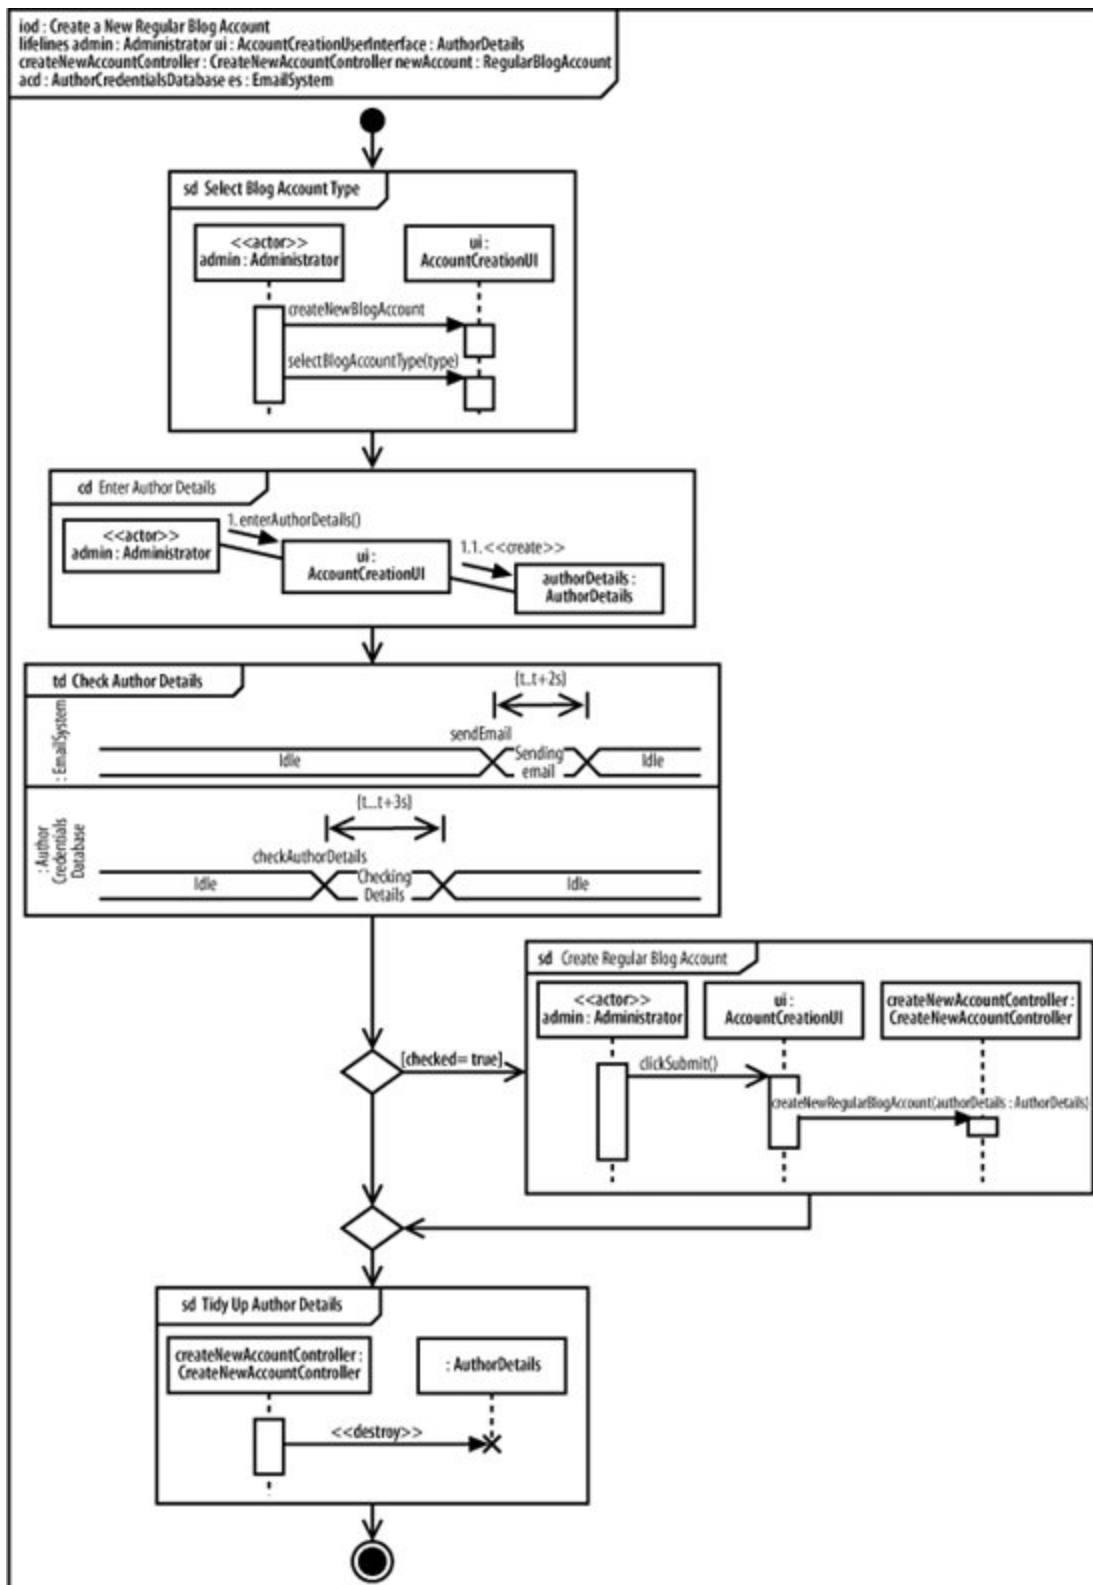 iod : Create a New Regular Blog Account
lifelines admin : Administrator ui : AccountCreationUserInterface : AuthorDetails
createNewAccountController : CreateNewAccountController newAccount : RegularBlogAccount
acd : AuthorCredentialsDatabase es : EmailSystem
sd Select Blog Account Type
<<actor>>
admin : Administrator
ui :
AccountCreationUI
createNewBlogAccount
selectBlogAccountType(type)
cd Enter Author Details
<<actor>>
admin : Administrator
1. enterAuthorDetails()
ui :
AccountCreationUI
1.1. <<create>>
authorDetails :
AuthorDetails
td Check Author Details
: EmailSystem
{t..t+2s}
sendEmail
Idle
Sending
email
Idle
: Author
Credentials
Database
{t...t+3s}
checkAuthorDetails
Idle
Checking
Details
Idle
[checked= true]
sd Create Regular Blog Account
<<actor>>
admin : Administrator
ui :
AccountCreationUI
createNewAccountController :
CreateNewAccountController
clickSubmit()
createNewRegularBlogAccount(authorDetails : AuthorDetails)
sd Tidy Up Author Details
createNewAccountController :
CreateNewAccountController
: AuthorDetails
<<destroy>>